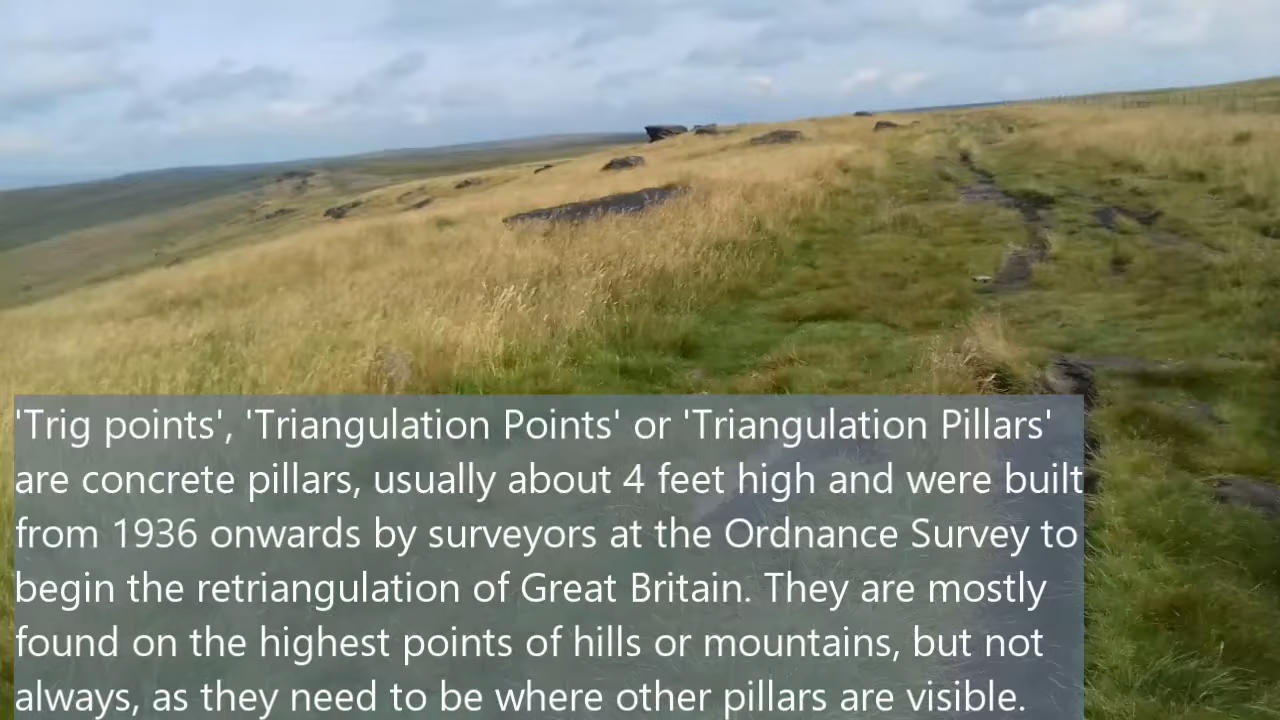 'Trig points', 'Triangulation Points' or 'Triangulation Pillars'
are concrete pillars, usually about 4 feet high and were built
from 1936 onwards by surveyors at the Ordnance Survey to
begin the retriangulation of Great Britain. They are mostly
found on the highest points of hills or mountains, but not
always, as they need to be where other pillars are visible.